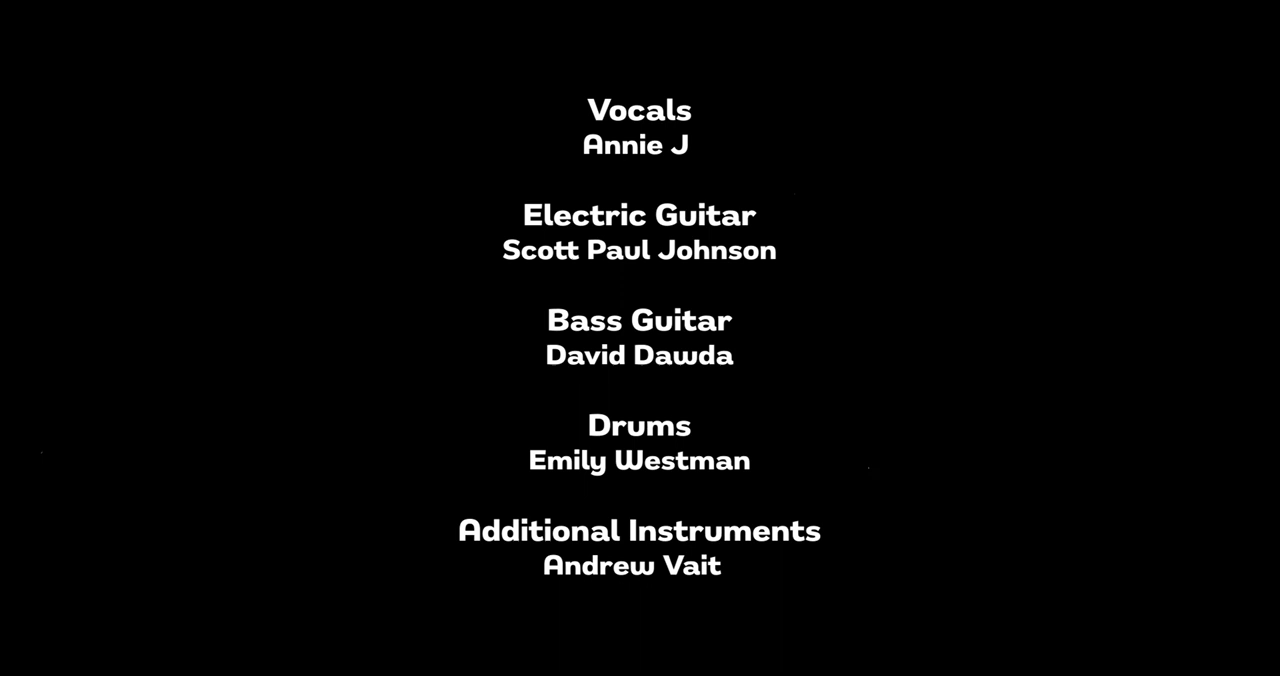 Vocals
Annie J
Electric Guitar
Scott Paul Johnson
Bass Guitar
David Dawda
Drums
Emily Westman
Additional Instruments
Andrew Vait